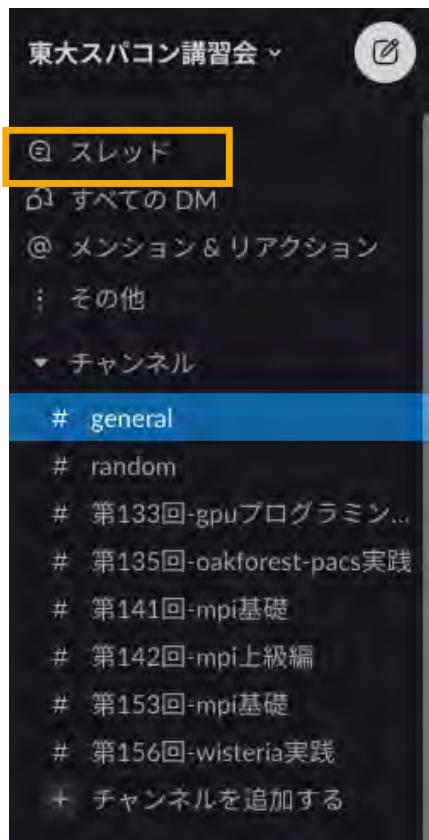 東大スパコン講習会
スレッド
すべての DM
@ メンション & リアクション
その他
チャンネル
# general
# random
# 第133回-gpuプログラミン...
# 第135回-oakforest-pacs実践
# 第141回-mpi基礎
# 第142回-mpi上級編
# 第153回-mpi基礎
# 第156回-wisteria実践
+ チャンネルを追加する